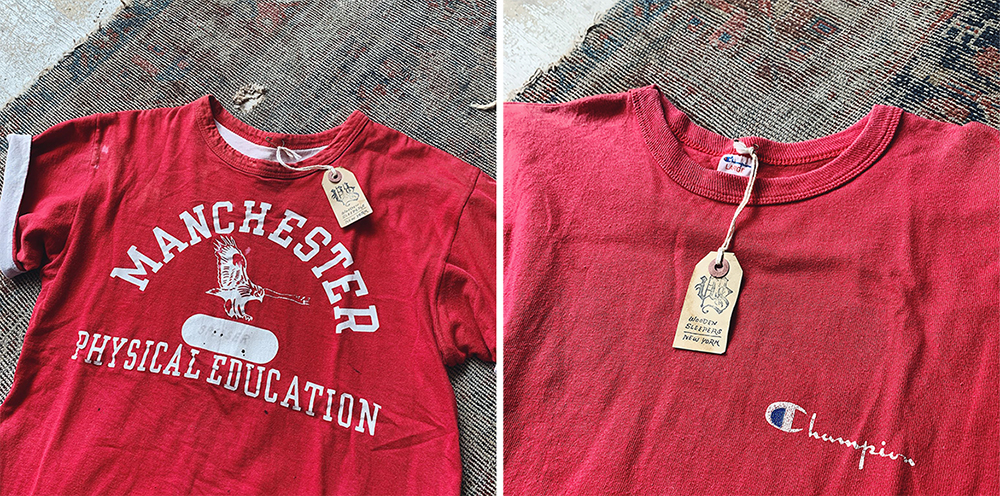 MANCHESTER
PHYSICAL EDUCATION
WOODEN
SLEEPERS
NEW YORK
Champion